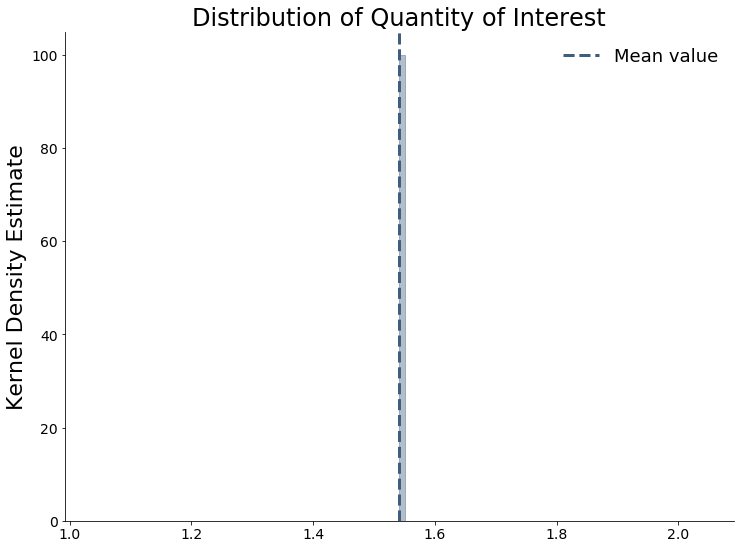 Distribution of Quantity of Interest
Mean value
Kernel Density Estimate
100
80
60
40
20
0
1.0 1.2 1.4 1.6 1.8 2.0